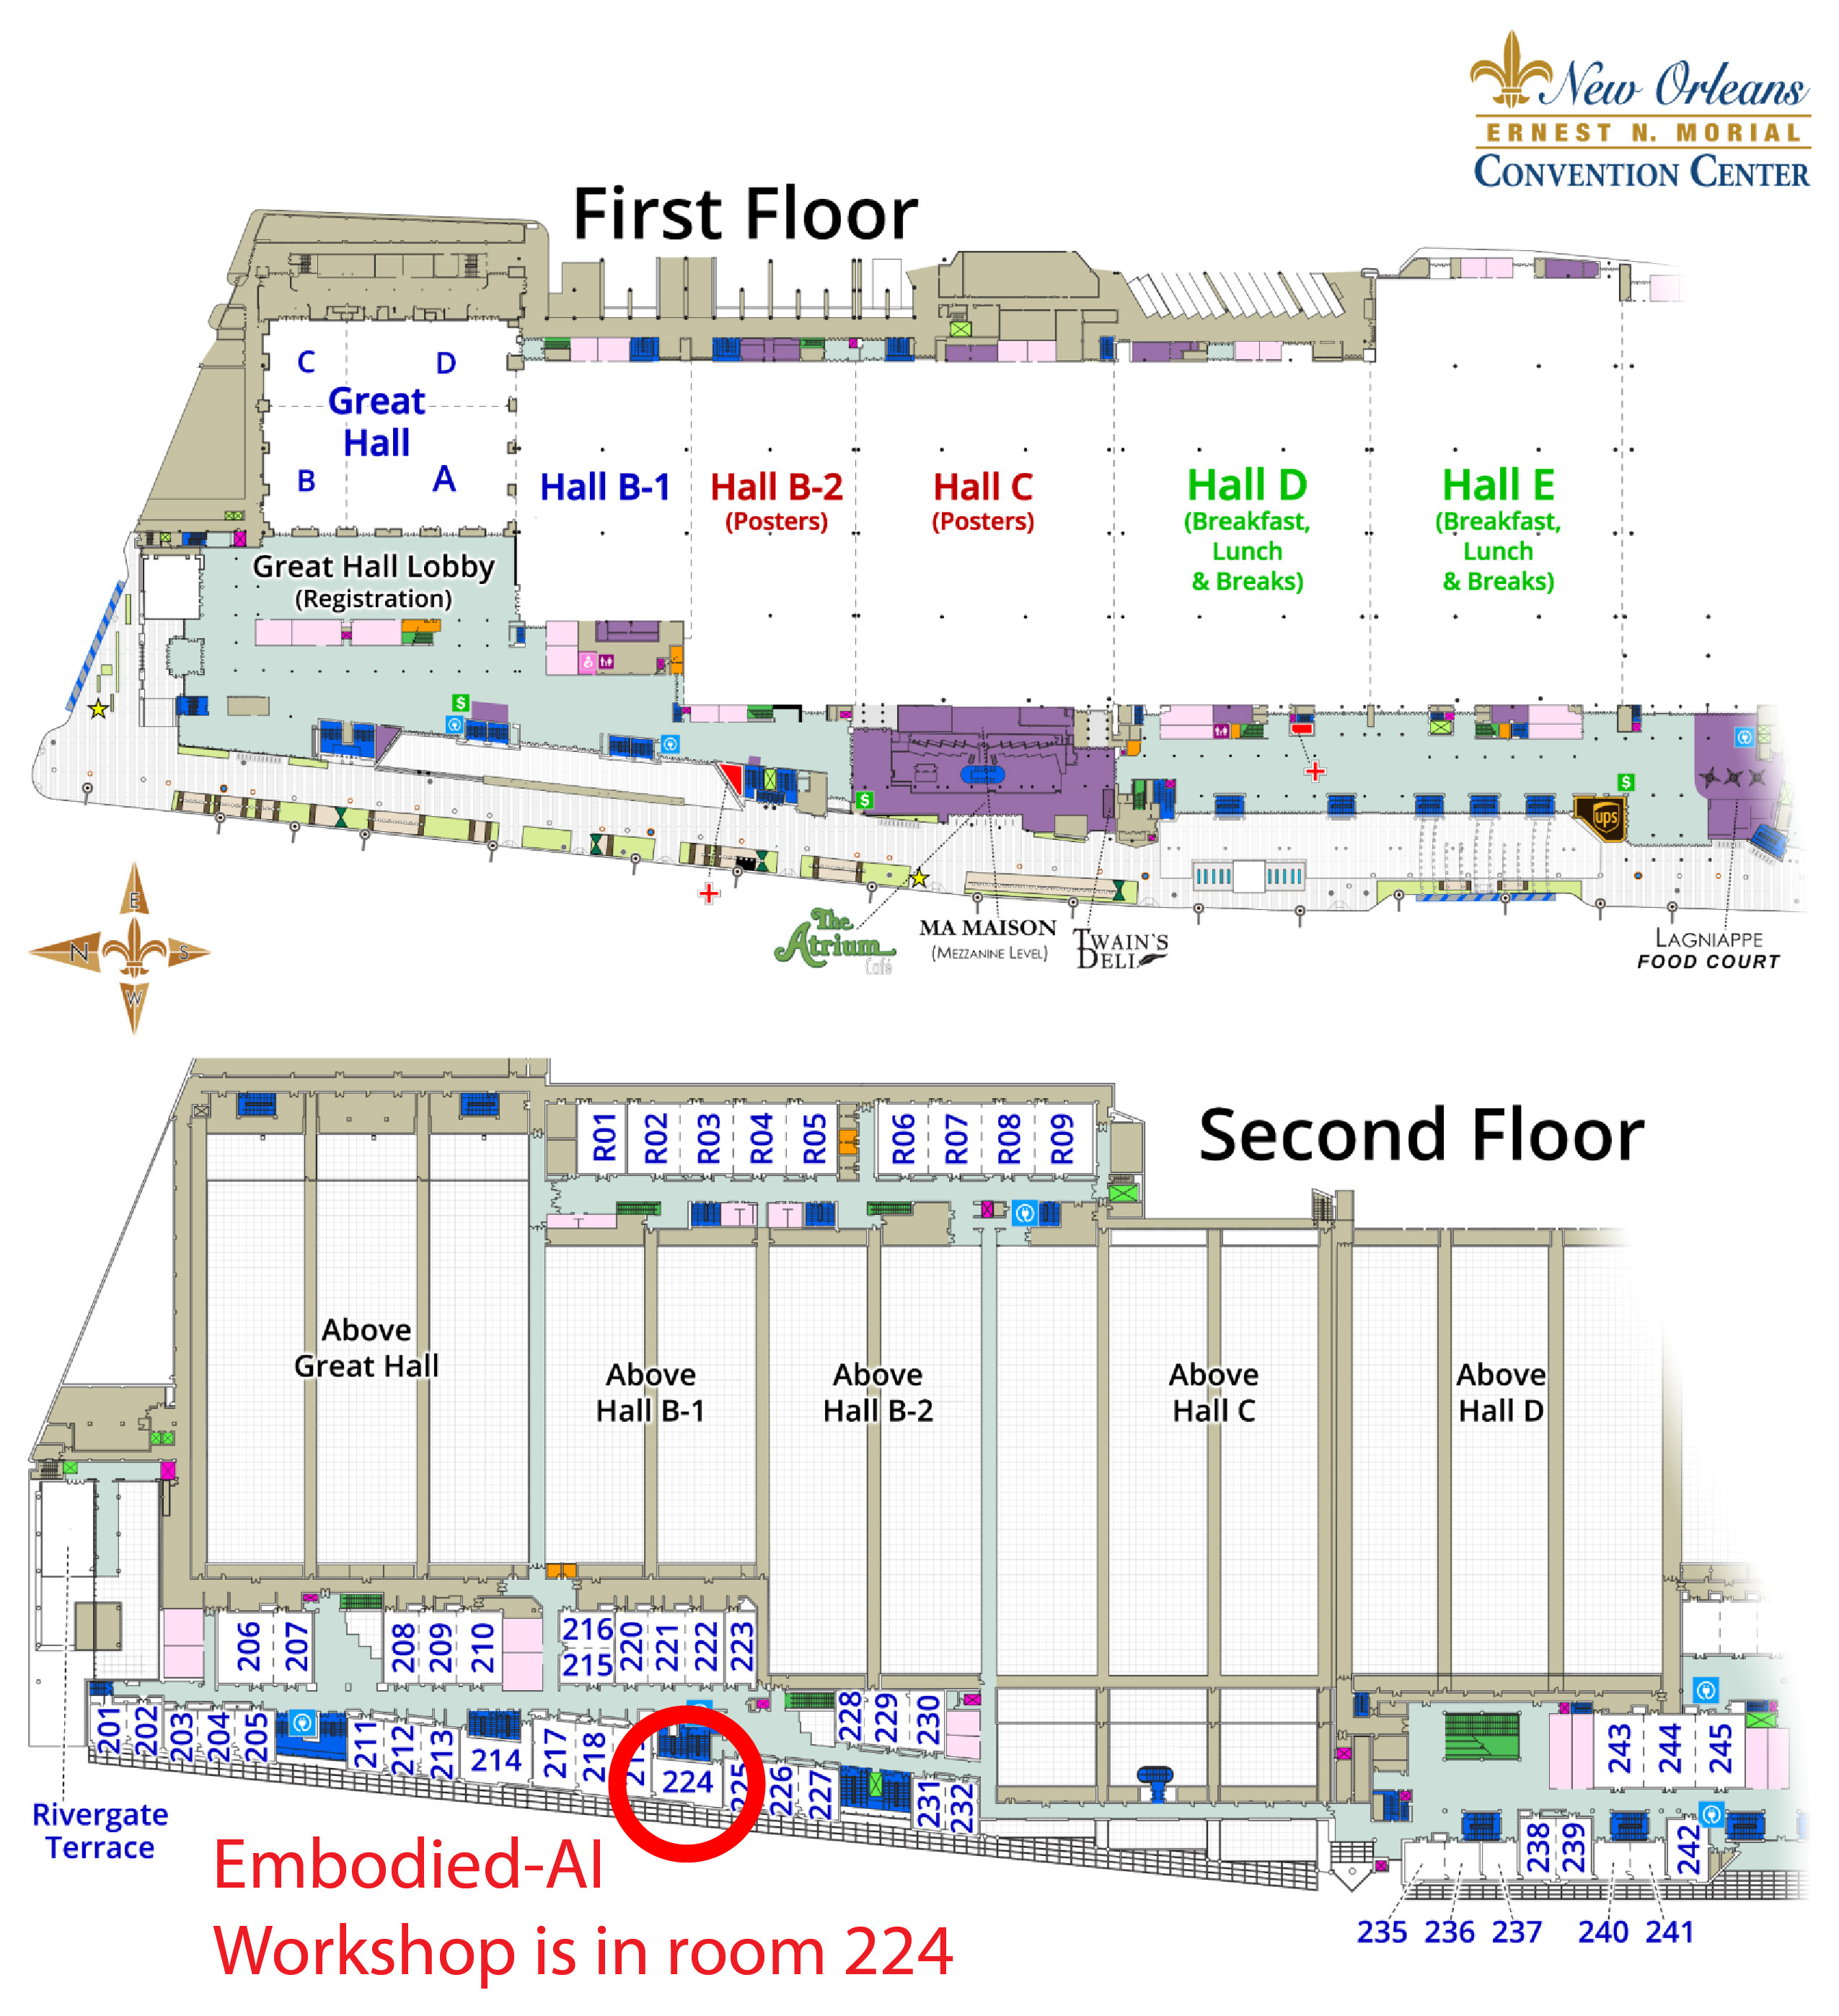 New Orleans
ERNEST N. MORIAL
CONVENTION CENTER
First Floor
C
D
Great
Hall
B
A
Hall B-1
Hall B-2
(Posters)
Hall C
(Posters)
Hall D
(Breakfast,
Lunch
& Breaks)
Hall E
(Breakfast,
Lunch
& Breaks)
Great Hall Lobby
(Registration)
$
$
$
ups
The
Atrium
Café
MA MAISON
(MEZZANINE LEVEL)
TWAIN'S
DELI
LAGNIAPPE
FOOD COURT
E
N
S
W
Second Floor
R01
R02
R03
R04
R05
R06
R07
R08
R09
Above
Great Hall
Above
Hall B-1
Above
Hall B-2
Above
Hall C
Above
Hall D
206
207
208
209
210
216
215
220
221
222
223
201
202
203
204
205
211
212
213
214
217
218
224
225
226
227
228
229
230
231
232
243
244
245
238
239
242
235
236
237
240
241
Rivergate
Terrace
Embodied-AI
Workshop is in room 224